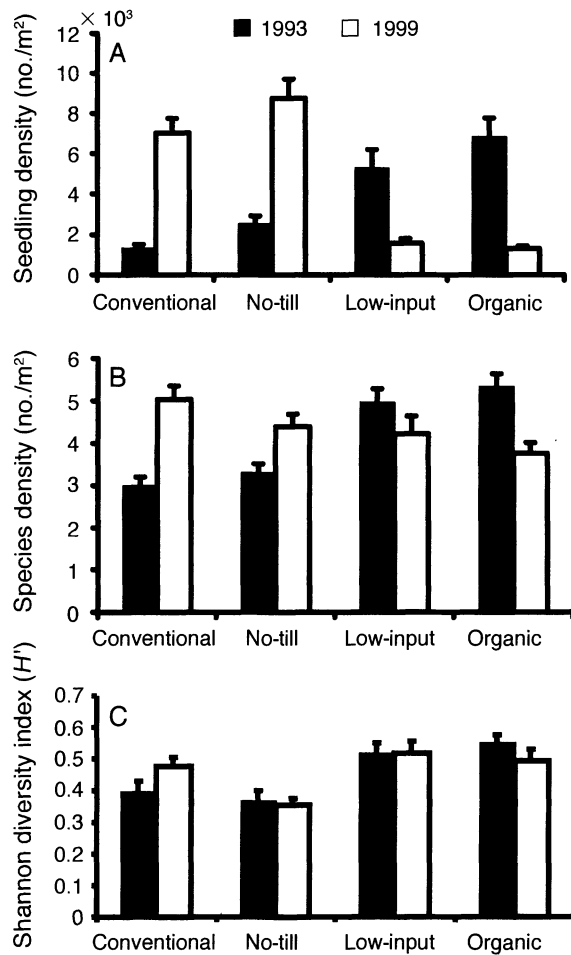 × 10³
1993 1999
A
Seedling density (no./m²)
12
10
8
6
4
2
0
Conventional No-till Low-input Organic
B
Species density (no./m²)
6
5
4
3
2
1
0
Conventional No-till Low-input Organic
C
Shannon diversity index (H')
0.7
0.6
0.5
0.4
0.3
0.2
0.1
0
Conventional No-till Low-input Organic